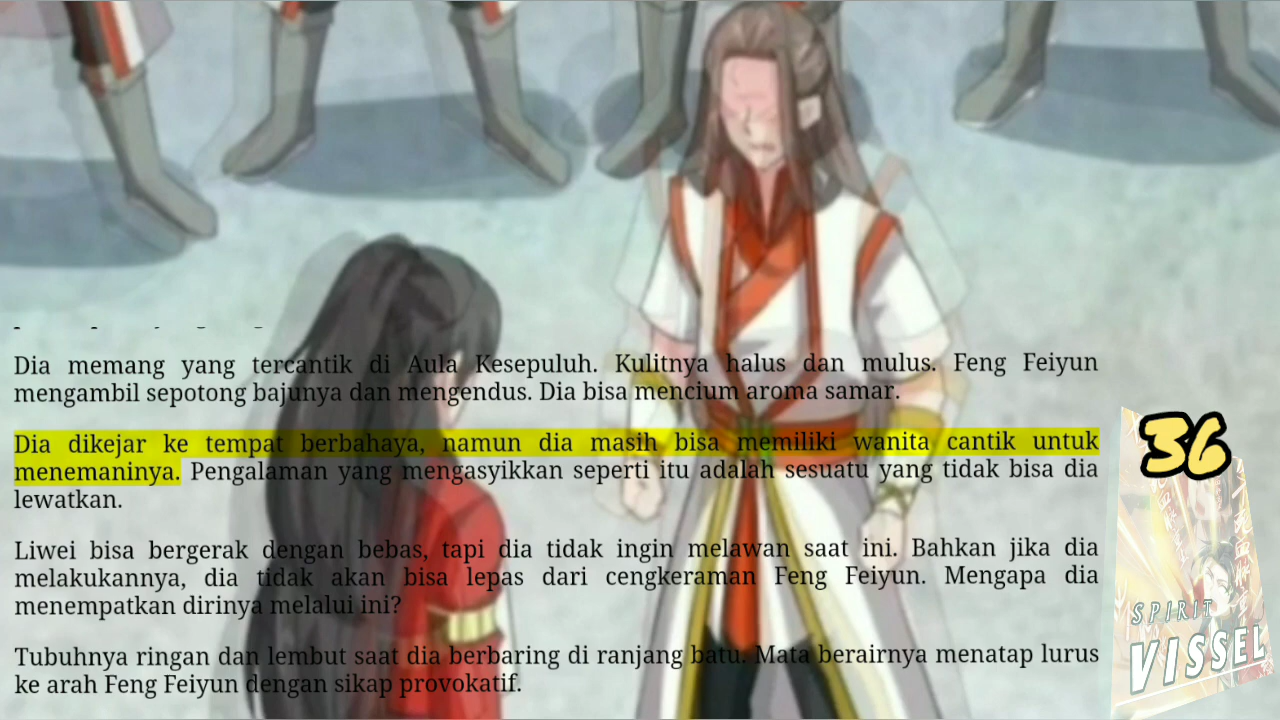 Dia memang yang tercantik di Aula Kesepuluh. Kulitnya halus dan mulus. Feng Feiyun
mengambil sepotong bajunya dan mengendus. Dia bisa mencium aroma samar.
Dia dikejar ke tempat berbahaya, namun dia masih bisa memiliki wanita cantik untuk
menemaninya. Pengalaman yang mengasyikkan seperti itu adalah sesuatu yang tidak bisa dia
lewatkan.
Liwei bisa bergerak dengan bebas, tapi dia tidak ingin melawan saat ini. Bahkan jika dia
melakukannya, dia tidak akan bisa lepas dari cengkeraman Feng Feiyun. Mengapa dia
menempatkan dirinya melalui ini?
Tubuhnya ringan dan lembut saat dia berbaring di ranjang batu. Mata berairnya menatap lurus
ke arah Feng Feiyun dengan sikap provokatif.
36
SPIRIT
VISSEL